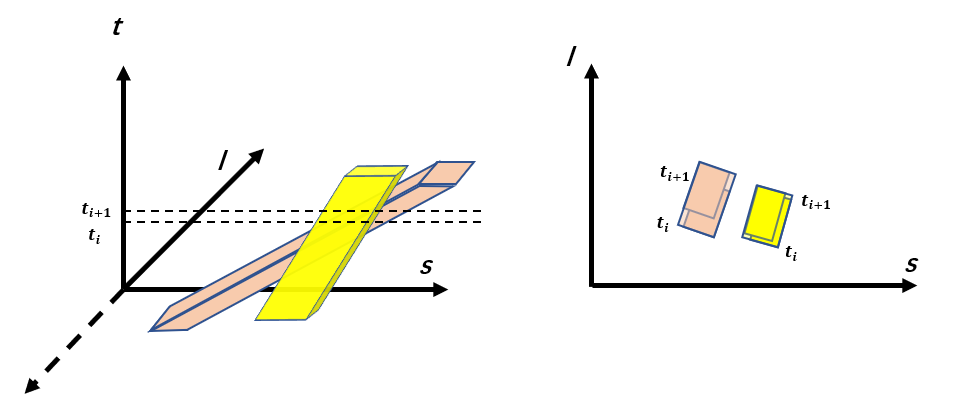 t
l
t_{i+1}
t_i
s
l
t_{i+1}
t_i
t_{i+1}
t_i
s